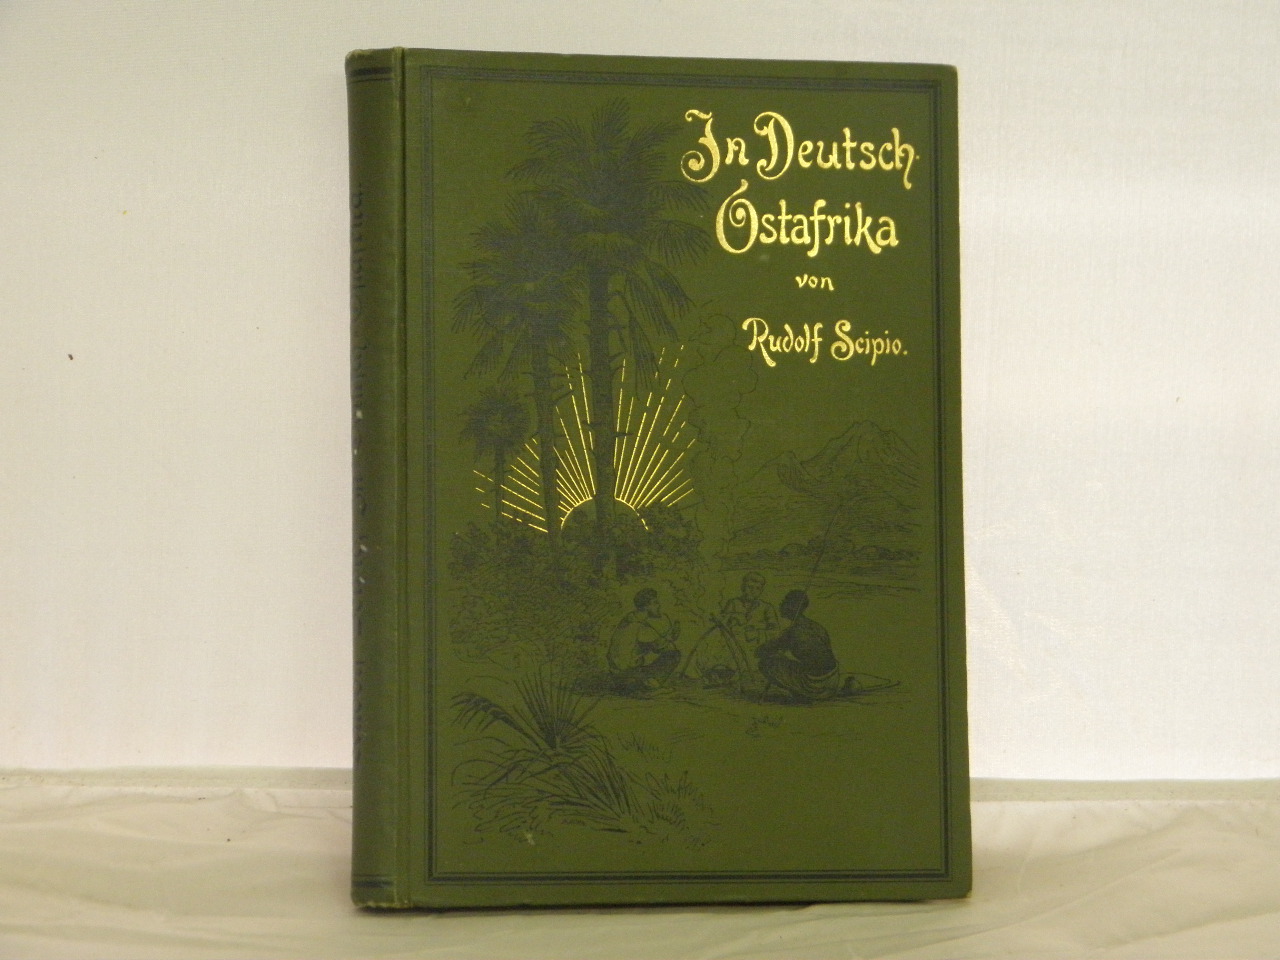 In Deutsch-
Ostafrika
von
Rudolf Scipio.